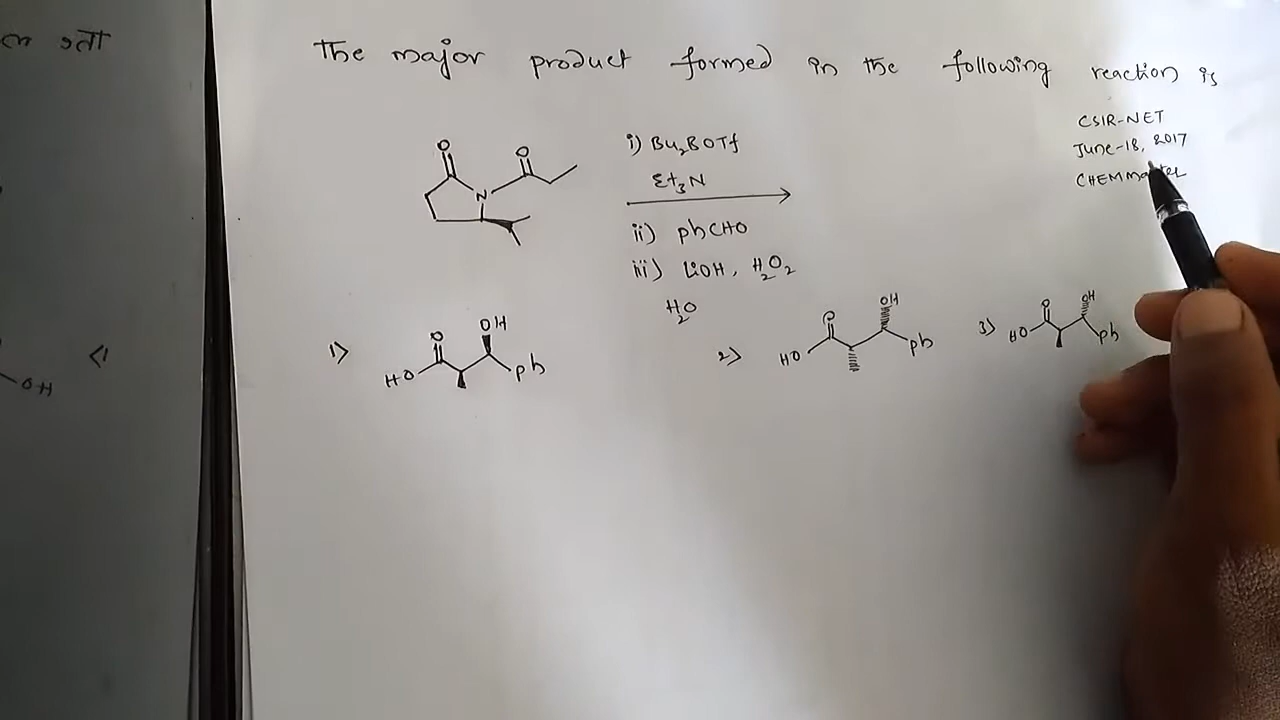 The major product formed in the following reaction is
CSIR-NET
June-18, 2017
O
O
N
i) Bu₂BOTf
Et₃N
ii) phCHO
iii) LiOH, H₂O₂
H₂O
1) HO O OH ph
2) HO O OH ph
3) HO O OH ph
OH